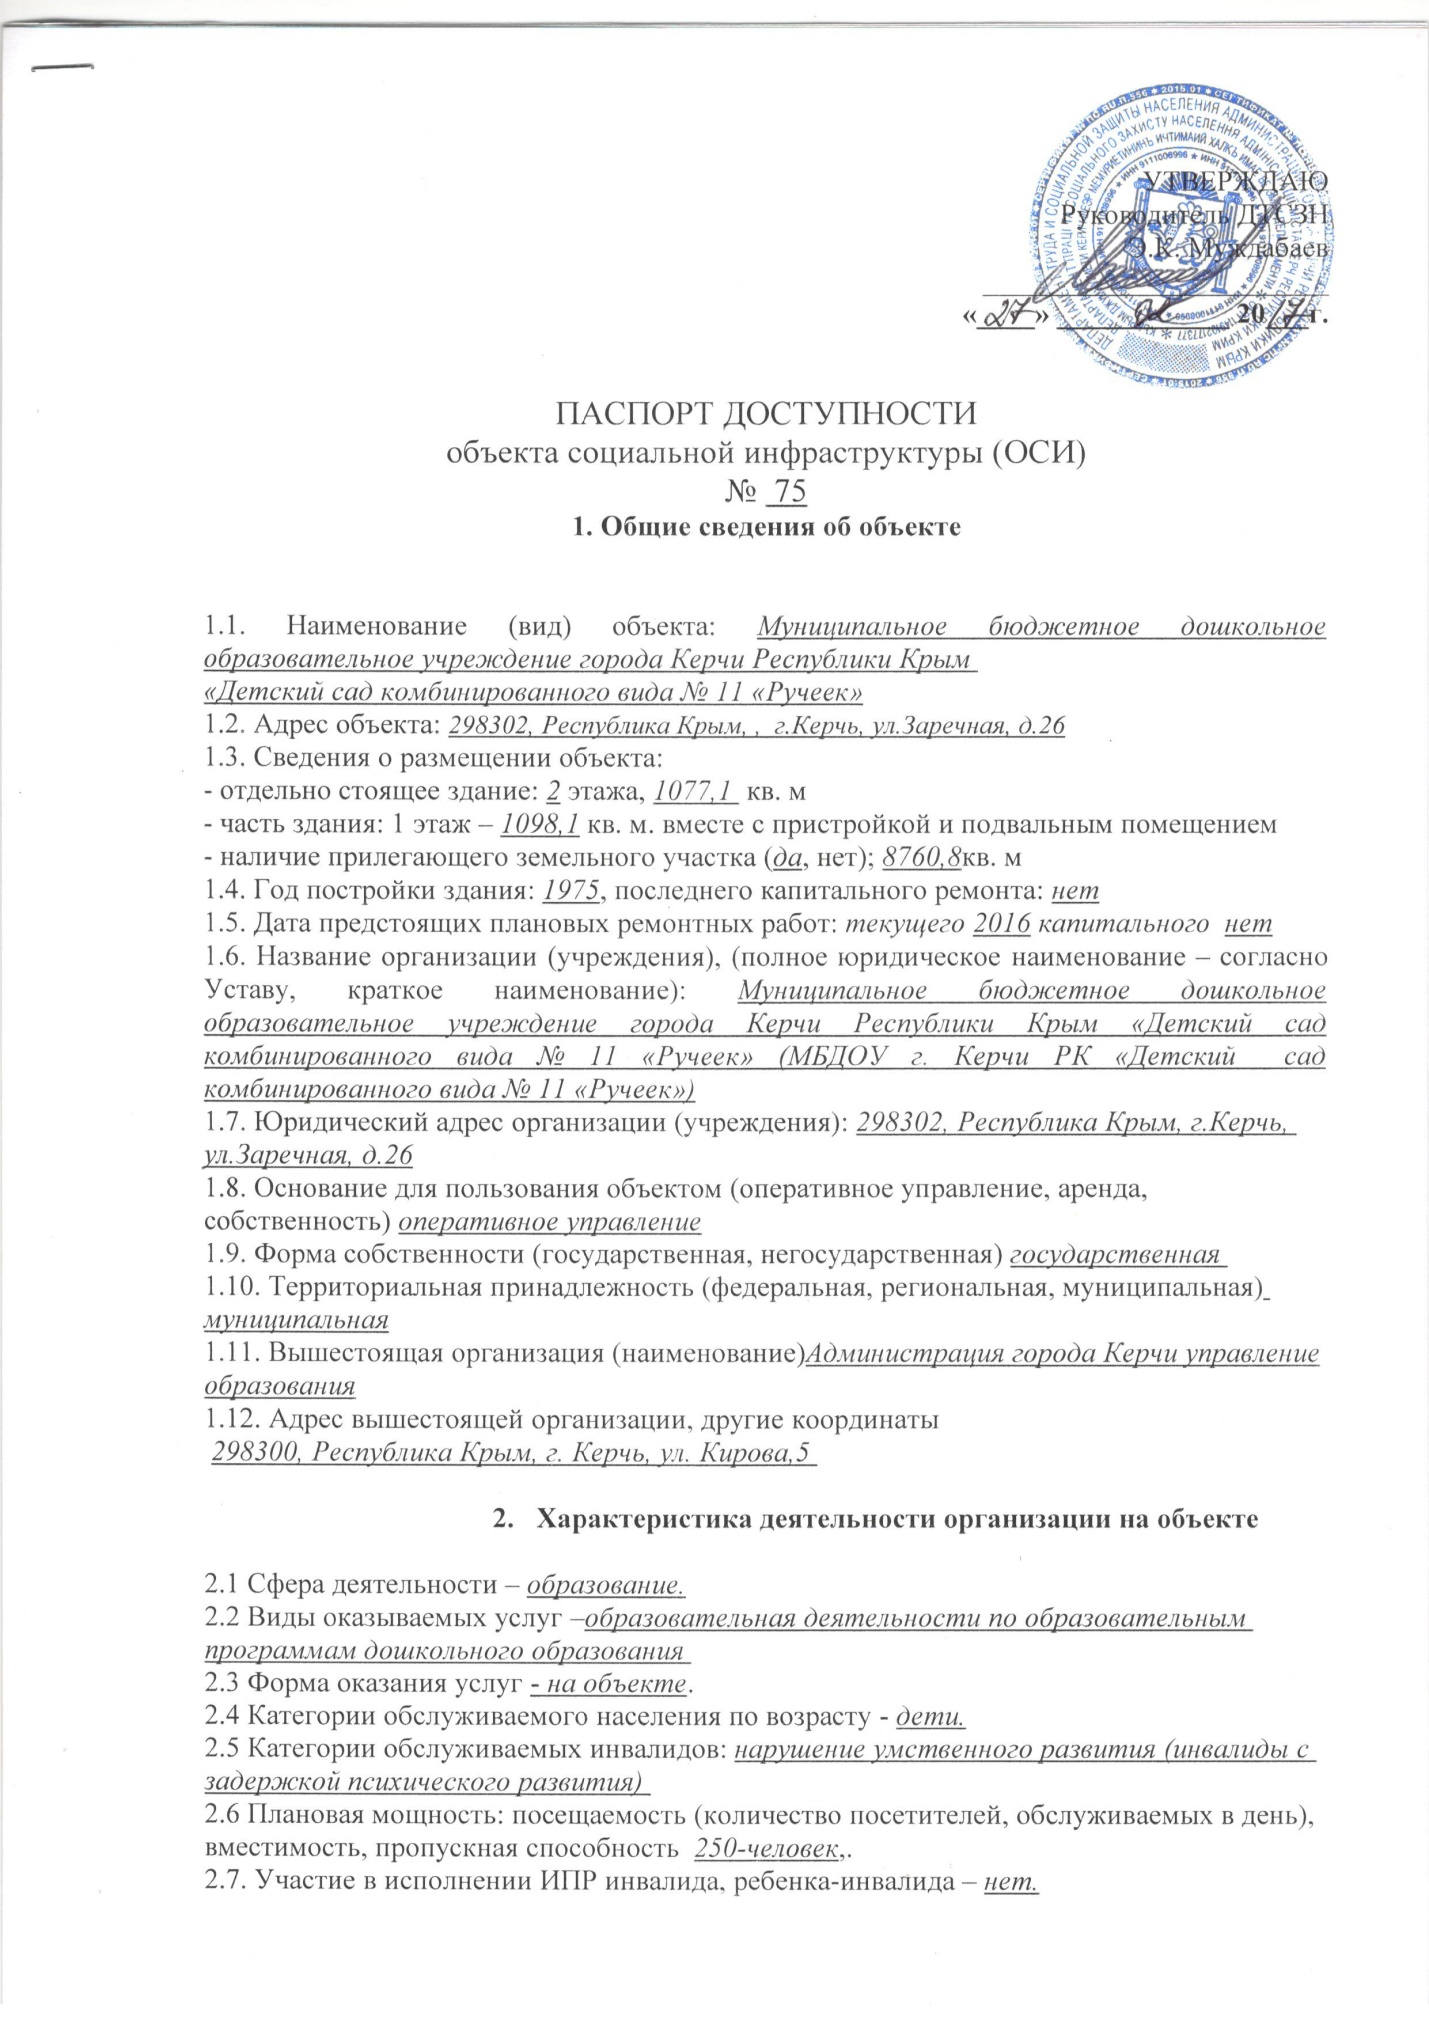 УТВЕРЖДАЮ
Руководитель ДТСЗН
Э.К. Муждабаев
«27» 02 2017г.
ПАСПОРТ ДОСТУПНОСТИ
объекта социальной инфраструктуры (ОСИ)
№ 75
1. Общие сведения об объекте
1.1. Наименование (вид) объекта: Муниципальное бюджетное дошкольное
образовательное учреждение города Керчи Республики Крым
«Детский сад комбинированного вида № 11 «Ручеек»
1.2. Адрес объекта: 298302, Республика Крым, , г.Керчь, ул.Заречная, д.26
1.3. Сведения о размещении объекта:
- отдельно стоящее здание: 2 этажа, 1077,1 кв. м
- часть здания: 1 этаж – 1098,1 кв. м. вместе с пристройкой и подвальным помещением
- наличие прилегающего земельного участка (да, нет); 8760,8кв. м
1.4. Год постройки здания: 1975, последнего капитального ремонта: нет
1.5. Дата предстоящих плановых ремонтных работ: текущего 2016 капитального нет
1.6. Название организации (учреждения), (полное юридическое наименование – согласно
Уставу, краткое наименование): Муниципальное бюджетное дошкольное
образовательное учреждение города Керчи Республики Крым «Детский сад
комбинированного вида № 11 «Ручеек» (МБДОУ г. Керчи РК «Детский сад
комбинированного вида № 11 «Ручеек»)
1.7. Юридический адрес организации (учреждения): 298302, Республика Крым, г.Керчь,
ул.Заречная, д.26
1.8. Основание для пользования объектом (оперативное управление, аренда,
собственность) оперативное управление
1.9. Форма собственности (государственная, негосударственная) государственная
1.10. Территориальная принадлежность (федеральная, региональная, муниципальная)
муниципальная
1.11. Вышестоящая организация (наименование)Администрация города Керчи управление
образования
1.12. Адрес вышестоящей организации, другие координаты
298300, Республика Крым, г. Керчь, ул. Кирова,5
2. Характеристика деятельности организации на объекте
2.1 Сфера деятельности – образование.
2.2 Виды оказываемых услуг –образовательная деятельности по образовательным
программам дошкольного образования
2.3 Форма оказания услуг - на объекте.
2.4 Категории обслуживаемого населения по возрасту - дети.
2.5 Категории обслуживаемых инвалидов: нарушение умственного развития (инвалиды с
задержкой психического развития)
2.6 Плановая мощность: посещаемость (количество посетителей, обслуживаемых в день),
вместимость, пропускная способность 250-человек,.
2.7. Участие в исполнении ИПР инвалида, ребенка-инвалида – нет.